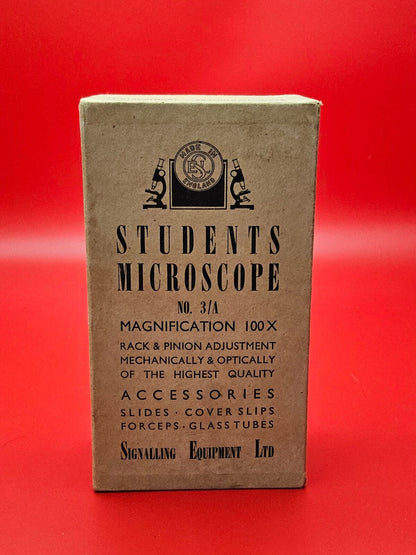 MADE IN
ENGLAND
STUDENTS
MICROSCOPE
NO. 3/A
MAGNIFICATION 100X
RACK & PINION ADJUSTMENT
MECHANICALLY & OPTICALLY
OF THE HIGHEST QUALITY
ACCESSORIES
SLIDES · COVER SLIPS
FORCEPS · GLASS TUBES
SIGNALLING EQUIPMENT LTD